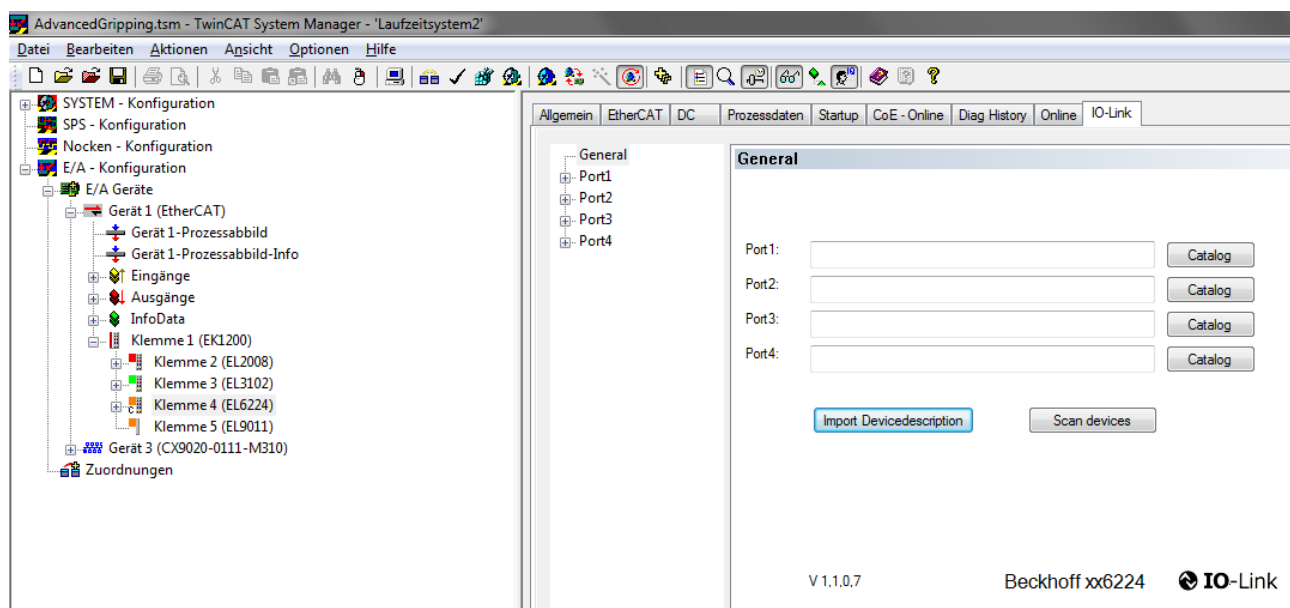 AdvancedGripping.tsm - TwinCAT System Manager - 'Laufzeitsystem2'
Datei Bearbeiten Aktionen Ansicht Optionen Hilfe
SYSTEM - Konfiguration
SPS - Konfiguration
Nocken - Konfiguration
E/A - Konfiguration
E/A Geräte
Gerät 1 (EtherCAT)
Gerät 1-Prozessabbild
Gerät 1-Prozessabbild-Info
Eingänge
Ausgänge
InfoData
Klemme 1 (EK1200)
Klemme 2 (EL2008)
Klemme 3 (EL3102)
Klemme 4 (EL6224)
Klemme 5 (EL9011)
Gerät 3 (CX9020-0111-M310)
Zuordnungen
Allgemein EtherCAT DC Prozessdaten Startup CoE - Online Diag History Online IO-Link
General
Port1
Port2
Port3
Port4
General
Port1: Catalog
Port2: Catalog
Port3: Catalog
Port4: Catalog
Import Devicedescription Scan devices
V 1,1,0,7 Beckhoff xx6224 IO-Link